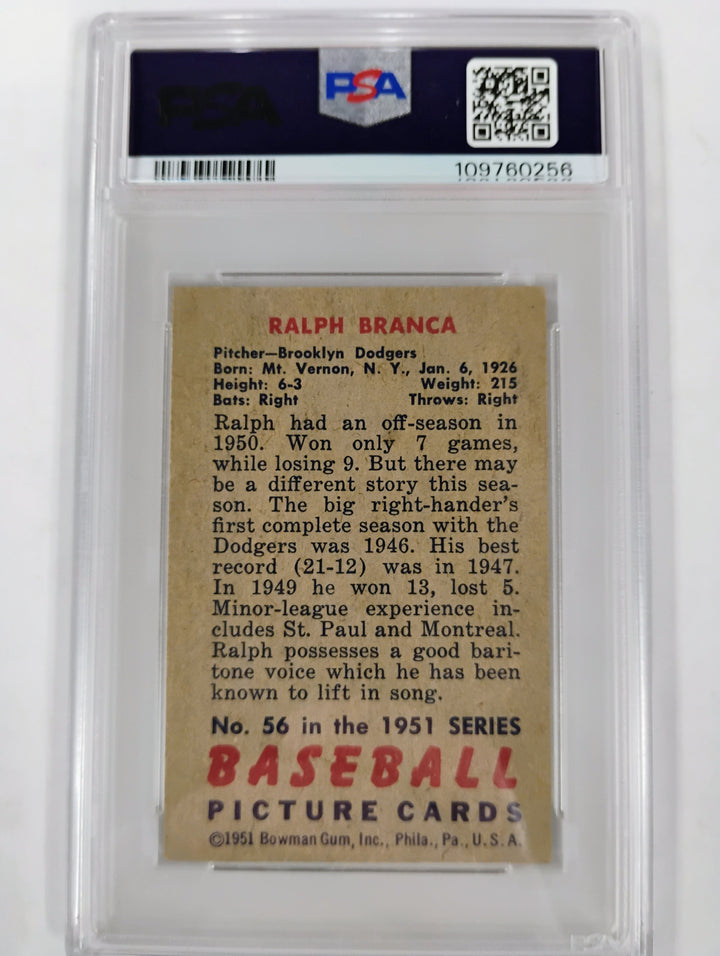 PSA PSA
109760256
RALPH BRANCA
Pitcher—Brooklyn Dodgers
Born: Mt. Vernon, N. Y., Jan. 6, 1926
Height: 6-3 Weight: 215
Bats: Right Throws: Right
Ralph had an off-season in
1950. Won only 7 games,
while losing 9. But there may
be a different story this sea-
son. The big right-hander's
first complete season with the
Dodgers was 1946. His best
record (21-12) was in 1947.
In 1949 he won 13, lost 5.
Minor-league experience in-
cludes St. Paul and Montreal.
Ralph possesses a good bari-
tone voice which he has been
known to lift in song.
No. 56 in the 1951 SERIES
BASEBALL
PICTURE CARDS
©1951 Bowman Gum, Inc., Phila., Pa., U.S.A.
PSA